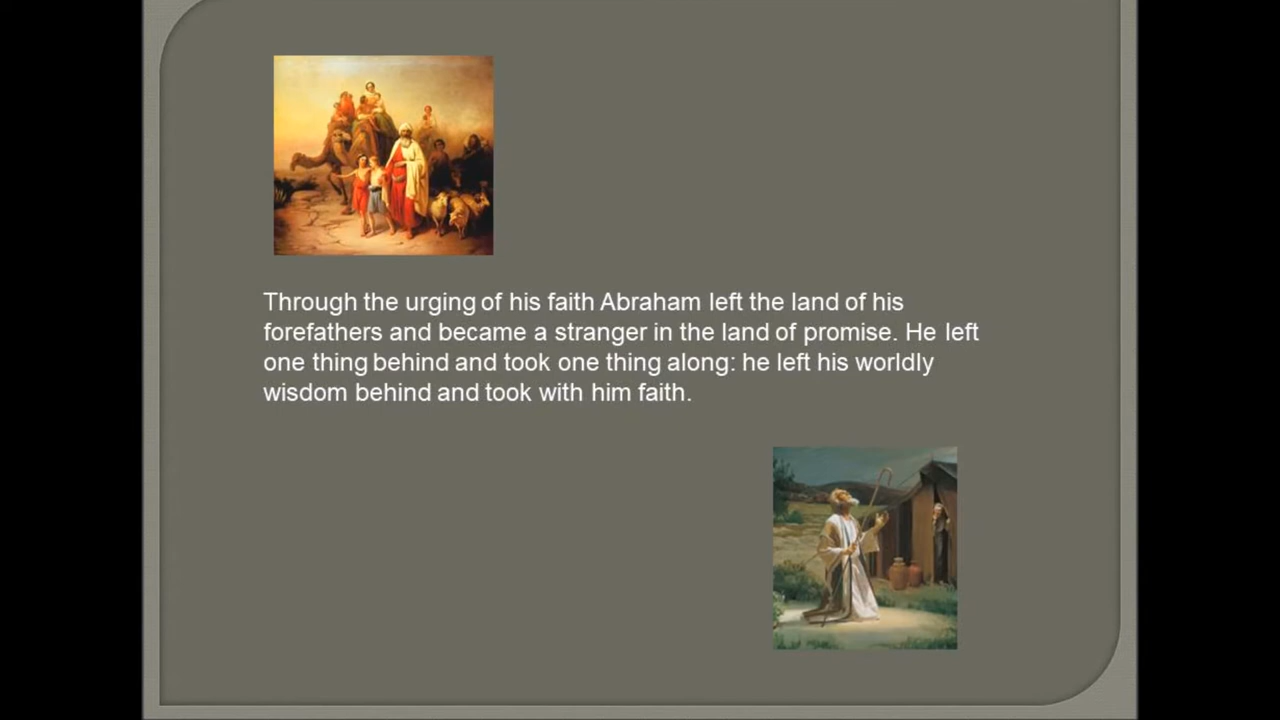 Through the urging of his faith Abraham left the land of his
forefathers and became a stranger in the land of promise. He left
one thing behind and took one thing along: he left his worldly
wisdom behind and took with him faith.